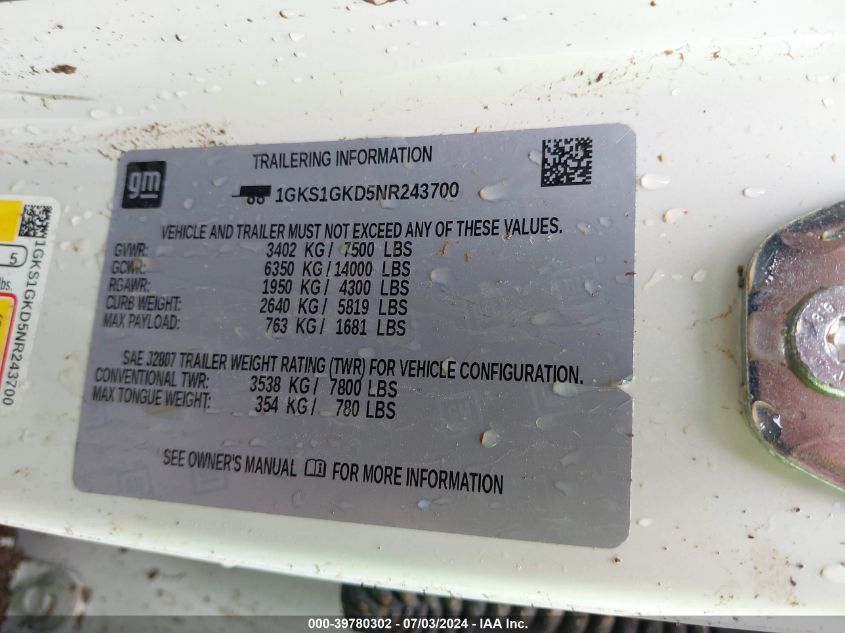 gm
TRAILERING INFORMATION
1GKS1GKD5NR243700
VEHICLE AND TRAILER MUST NOT EXCEED ANY OF THESE VALUES.
GVWR: 3402 KG / 7500 LBS
GCWR: 6350 KG / 14000 LBS
RGAWR: 1950 KG / 4300 LBS
CURB WEIGHT: 2640 KG / 5819 LBS
MAX PAYLOAD: 763 KG / 1681 LBS
SAE J2807 TRAILER WEIGHT RATING (TWR) FOR VEHICLE CONFIGURATION.
CONVENTIONAL TWR: 3538 KG / 7800 LBS
MAX TONGUE WEIGHT: 354 KG / 780 LBS
SEE OWNER'S MANUAL FOR MORE INFORMATION
5
lbs.
1GKS1GKD5NR243700
000-39780302 - 07/03/2024 - IAA Inc.